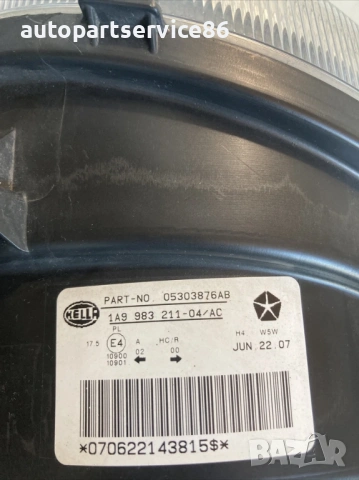 autopartservice86
PART-NO 05303876AB
HELLA
1A9 983 211-04/AC
PL
17.5 E4 A HC/R H4 W5W
02 00
10900
10901
JUN. 22. 07
*070622143815$*
BAZAR